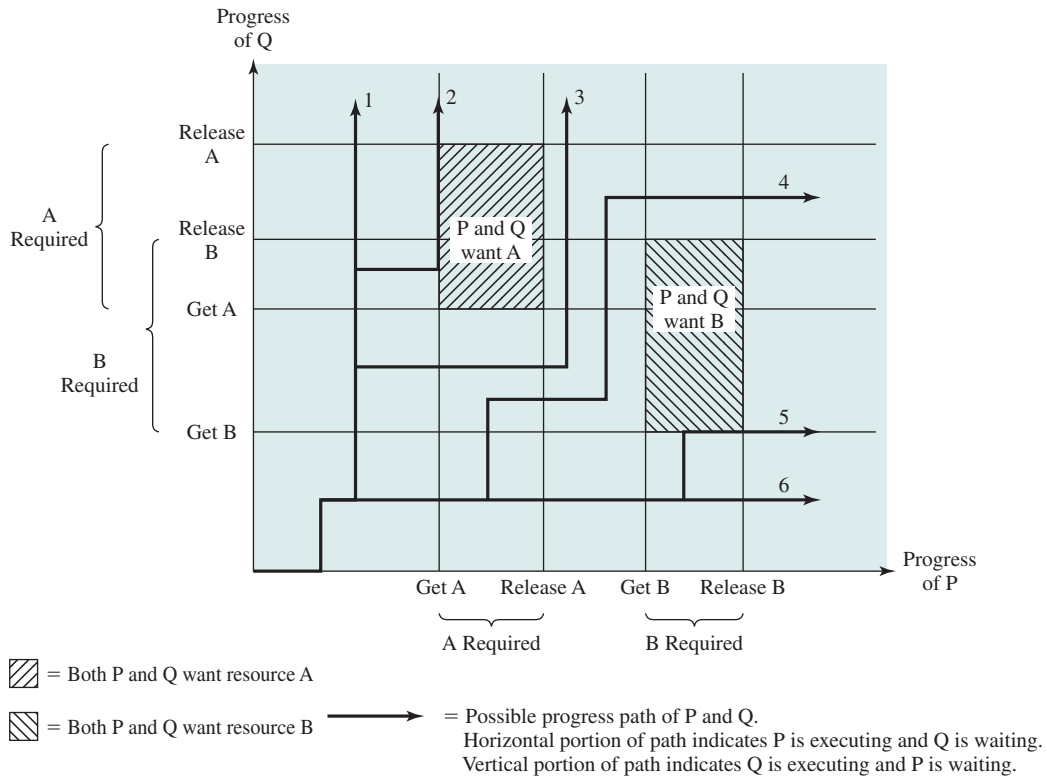 Progress
of Q
1
2
3
Release
A
4
A
Required
Release
B
P and Q
want A
P and Q
want B
Get A
B
Required
Get B
5
6
Progress
of P
Get A
Release A
Get B
Release B
A Required
B Required
= Both P and Q want resource A
= Both P and Q want resource B
= Possible progress path of P and Q.
Horizontal portion of path indicates P is executing and Q is waiting.
Vertical portion of path indicates Q is executing and P is waiting.